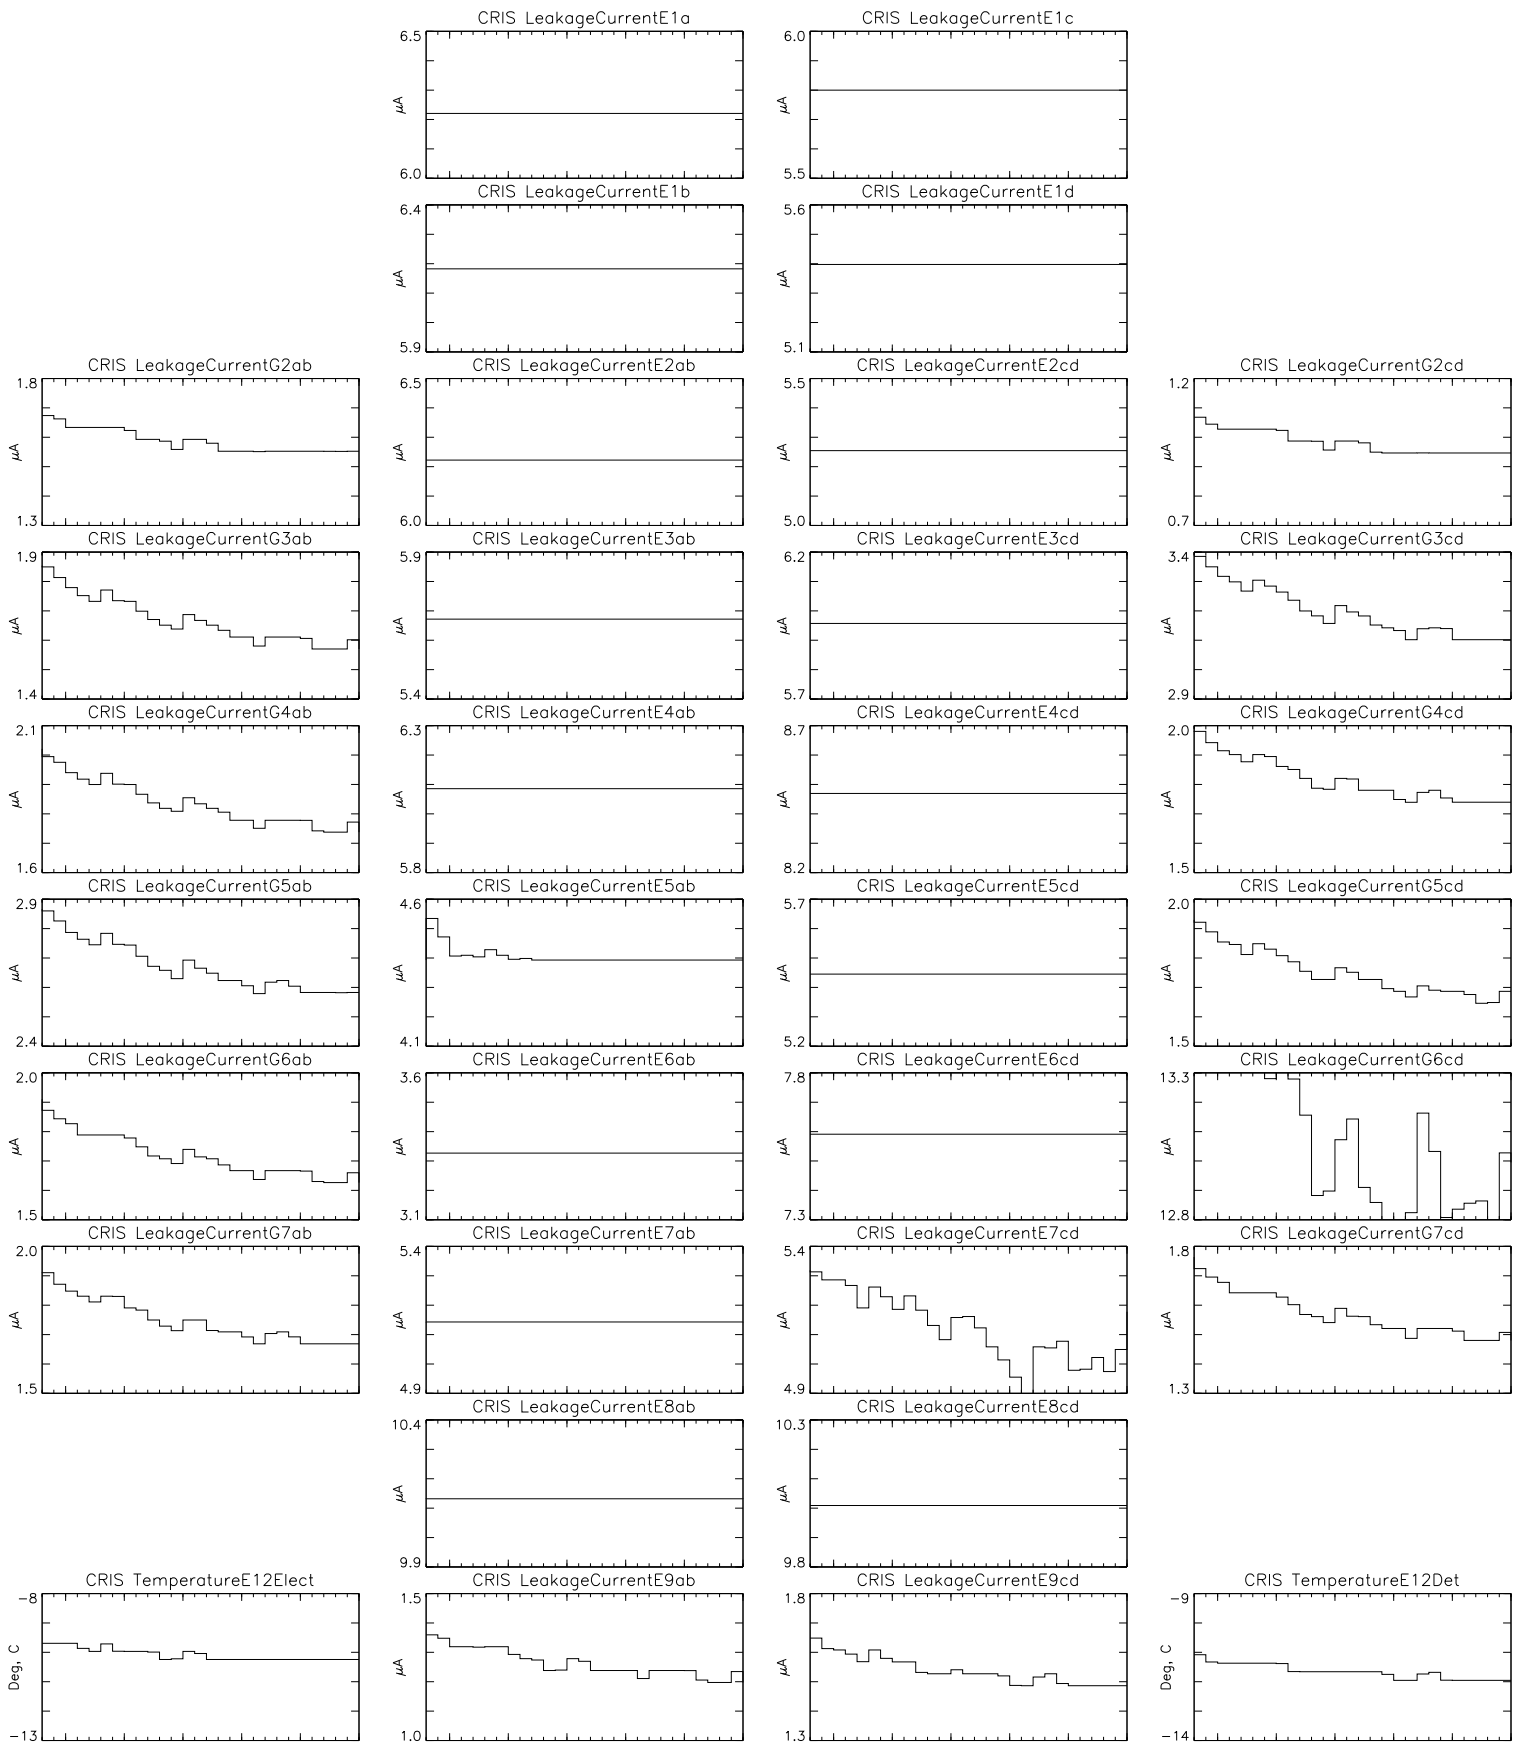 CRIS LeakageCurrentE1a
CRIS LeakageCurrentE1c
6.5
μA
6.0
6.0
μA
5.5
CRIS LeakageCurrentE1b
CRIS LeakageCurrentE1d
6.4
μA
5.9
5.6
μA
5.1
CRIS LeakageCurrentG2ab
CRIS LeakageCurrentE2ab
CRIS LeakageCurrentE2cd
CRIS LeakageCurrentG2cd
1.8
μA
1.3
6.5
μA
6.0
5.5
μA
5.0
1.2
μA
0.7
CRIS LeakageCurrentG3ab
CRIS LeakageCurrentE3ab
CRIS LeakageCurrentE3cd
CRIS LeakageCurrentG3cd
1.9
μA
1.4
5.9
μA
5.4
6.2
μA
5.7
3.4
μA
2.9
CRIS LeakageCurrentG4ab
CRIS LeakageCurrentE4ab
CRIS LeakageCurrentE4cd
CRIS LeakageCurrentG4cd
2.1
μA
1.6
6.3
μA
5.8
8.7
μA
8.2
2.0
μA
1.5
CRIS LeakageCurrentG5ab
CRIS LeakageCurrentE5ab
CRIS LeakageCurrentE5cd
CRIS LeakageCurrentG5cd
2.9
μA
2.4
4.6
μA
4.1
5.7
μA
5.2
2.0
μA
1.5
CRIS LeakageCurrentG6ab
CRIS LeakageCurrentE6ab
CRIS LeakageCurrentE6cd
CRIS LeakageCurrentG6cd
2.0
μA
1.5
3.6
μA
3.1
7.8
μA
7.3
13.3
μA
12.8
CRIS LeakageCurrentG7ab
CRIS LeakageCurrentE7ab
CRIS LeakageCurrentE7cd
CRIS LeakageCurrentG7cd
2.0
μA
1.5
5.4
μA
4.9
5.4
μA
4.9
1.8
μA
1.3
CRIS LeakageCurrentE8ab
CRIS LeakageCurrentE8cd
10.4
μA
9.9
10.3
μA
9.8
CRIS TemperatureE12Elect
CRIS LeakageCurrentE9ab
CRIS LeakageCurrentE9cd
CRIS TemperatureE12Det
-8
Deg, C
-13
1.5
μA
1.0
1.8
μA
1.3
-9
Deg, C
-14